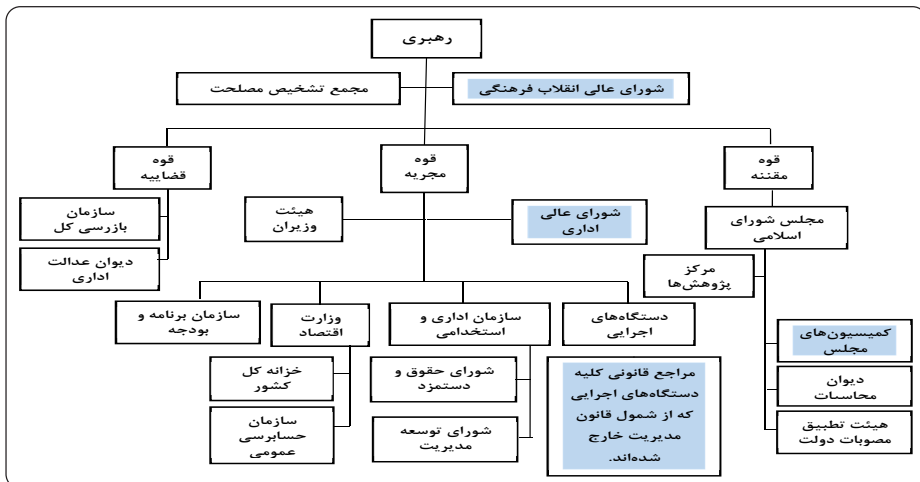 رهبری
شورای عالی انقلاب فرهنگی
مجمع تشخیص مصلحت
قوه
مقننه
قوه
مجریه
قوه
قضاییه
مجلس شورای
اسلامی
شورای عالی
اداری
هیئت
وزیران
سازمان
بازرسی کل
دیوان عدالت
اداری
مرکز
پژوهش‌ها
دستگاه‌های
اجرایی
سازمان اداری و
استخدامی
وزارت
اقتصاد
سازمان برنامه و
بودجه
کمیسیون‌های
مجلس
دیوان
محاسبات
هیئت تطبیق
مصوبات دولت
مراجع قانونی کلیه
دستگاه‌های اجرایی
که از شمول قانون
مدیریت خارج
شده‌اند.
شورای حقوق و
دستمزد
شورای توسعه
مدیریت
خزانه کل
کشور
سازمان
حسابرسی
عمومی